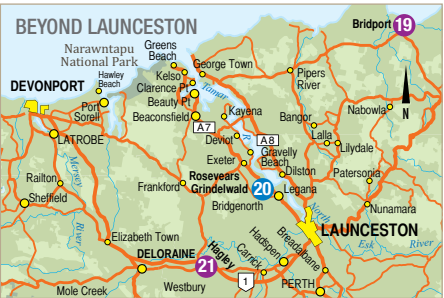 BEYOND LAUNCESTON
Bridport 19
Narawntapu
National Park
Greens
Beach
George Town
Hawley
Beach
Kelso
Clarence Pt
Pipers
River
DEVONPORT
Port
Sorell
Beauty Pt
Tamar
R
Beaconsfield
Kayena
Bangor
Nabowla
N
A7
Deviot
A8
Lalla
Lilydale
LATROBE
Exeter
Gravelly
Beach
Dilston
Mersey
River
Railton
Frankford
Rosevears
Grindelwald
20
Legana
Patersonia
Sheffield
Bridgenorth
North
Nunamara
LAUNCESTON
Esk River
Elizabeth Town
DELORAINE
21
Hagley
Carrick
Hadspen
Breadalbane
1
PERTH
Mole Creek
Westbury